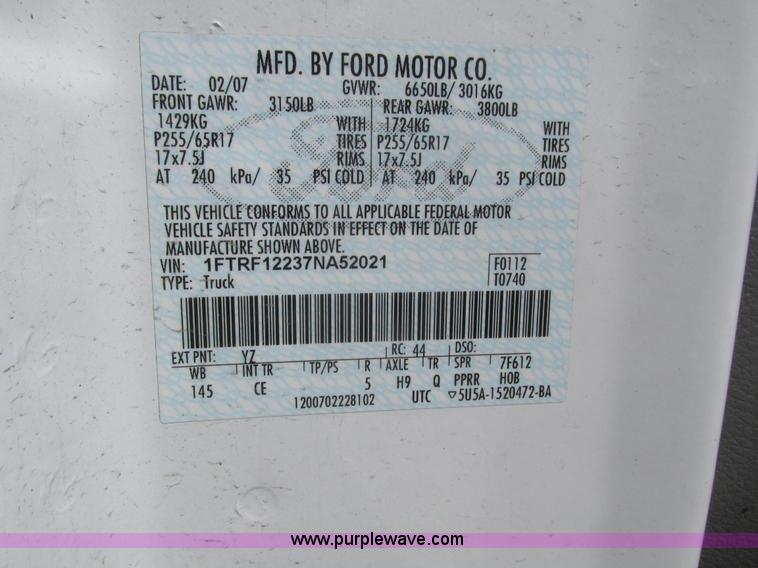 MFD. BY FORD MOTOR CO.
DATE: 02/07 GVWR: 6650LB/ 3016KG
FRONT GAWR: 3150LB REAR GAWR: 3800LB
1429KG WITH 1724KG WITH
P255/65R17 TIRES P255/65R17 TIRES
17x7.5J RIMS 17x7.5J RIMS
AT 240 kPa/ 35 PSI COLD AT 240 kPa/ 35 PSI COLD
THIS VEHICLE CONFORMS TO ALL APPLICABLE FEDERAL MOTOR
VEHICLE SAFETY STANDARDS IN EFFECT ON THE DATE OF
MANUFACTURE SHOWN ABOVE.
VIN: 1FTRF12237NA52021 F0112
TYPE: Truck T0740
EXT PNT: YZ RC: 44 DSO:
WB INT TR TP/PS R AXLE TR SPR 7F612
145 CE 5 H9 Q PPRR HOB
1200702228102 UTC ▽5U5A-1520472-BA
Ford
www.purplewave.com